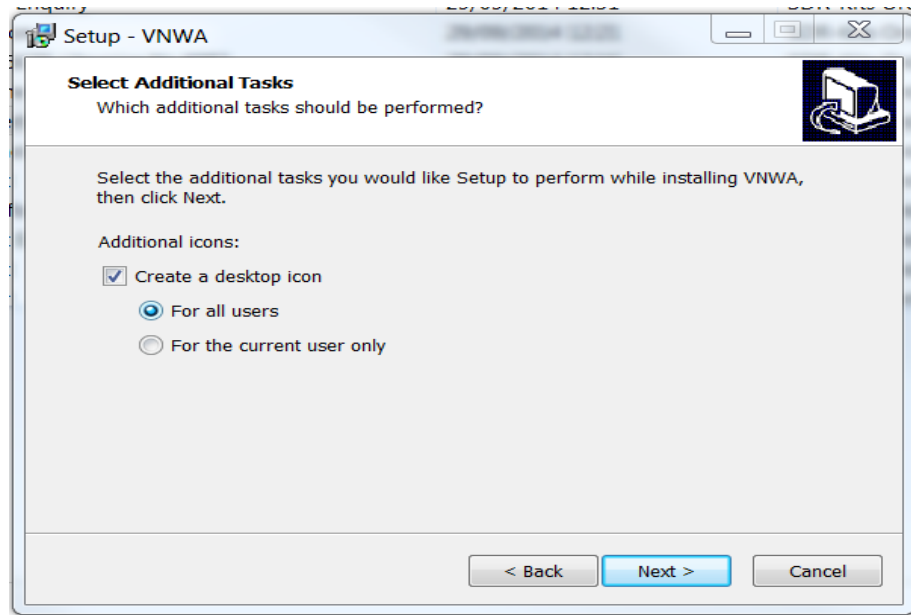 Enquiry
Setup - VNWA
Select Additional Tasks
Which additional tasks should be performed?
Select the additional tasks you would like Setup to perform while installing VNWA,
then click Next.
Additional icons:
Create a desktop icon
For all users
For the current user only
< Back Next > Cancel